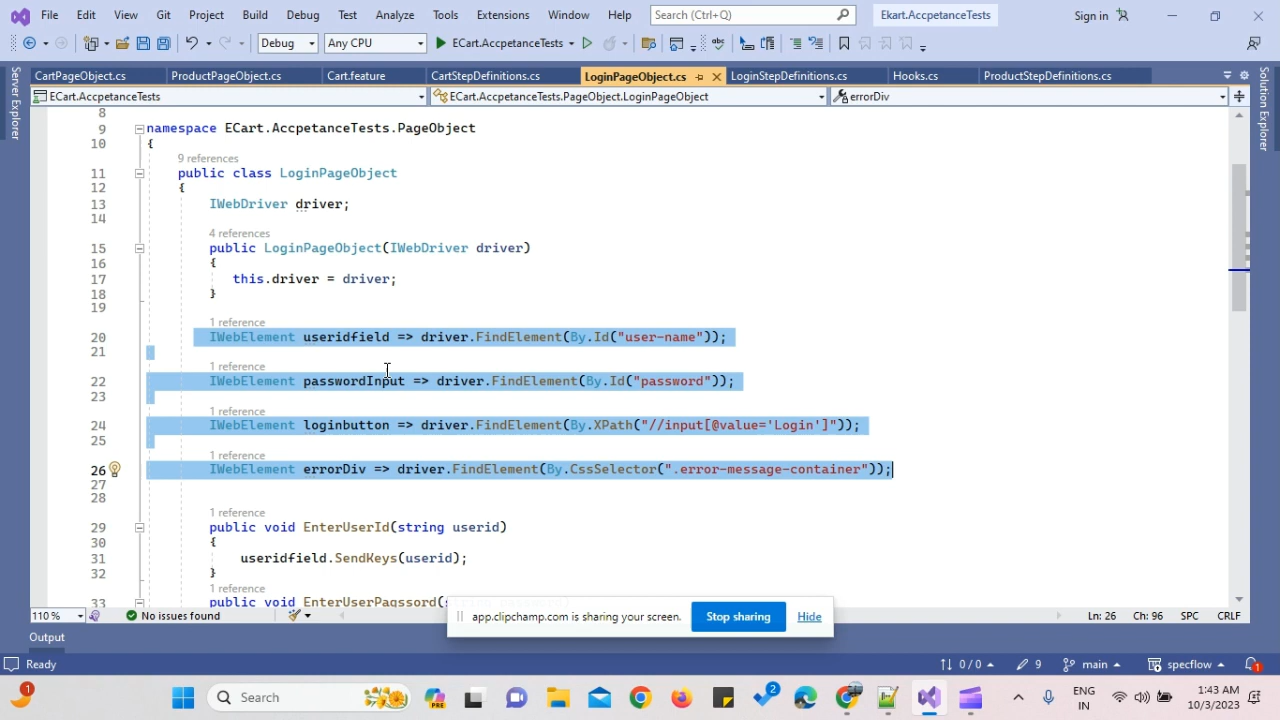 File Edit View Git Project Build Debug Test Analyze Tools Extensions Window Help Search (Ctrl+Q) Ekart.AccpetanceTests Sign in
Debug Any CPU ECart.AccpetanceTests
CartPageObject.cs ProductPageObject.cs Cart.feature CartStepDefinitions.cs LoginPageObject.cs LoginStepDefinitions.cs Hooks.cs ProductStepDefinitions.cs
ECart.AccpetanceTests ECart.AccpetanceTests.PageObject.LoginPageObject errorDiv
Server Explorer
Solution Explorer
8
9 namespace ECart.AccpetanceTests.PageObject
10 {
9 references
11 public class LoginPageObject
12 {
13 IWebDriver driver;
14
4 references
15 public LoginPageObject(IWebDriver driver)
16 {
17 this.driver = driver;
18 }
19
1 reference
20 IWebElement useridfield => driver.FindElement(By.Id("user-name"));
21
1 reference
22 IWebElement passwordInput => driver.FindElement(By.Id("password"));
23
1 reference
24 IWebElement loginbutton => driver.FindElement(By.XPath("//input[@value='Login']"));
25
1 reference
26 IWebElement errorDiv => driver.FindElement(By.CssSelector(".error-message-container"));
27
28
1 reference
29 public void EnterUserId(string userid)
30 {
31 useridfield.SendKeys(userid);
32 }
1 reference
33 public void EnterUserPagssord(
110 % No issues found app.clipchamp.com is sharing your screen. Stop sharing Hide Ln: 26 Ch: 96 SPC CRLF
Output
Ready 0 / 0 9 main specflow 1
1 Search PRE 2 ENG IN 1:43 AM 10/3/2023